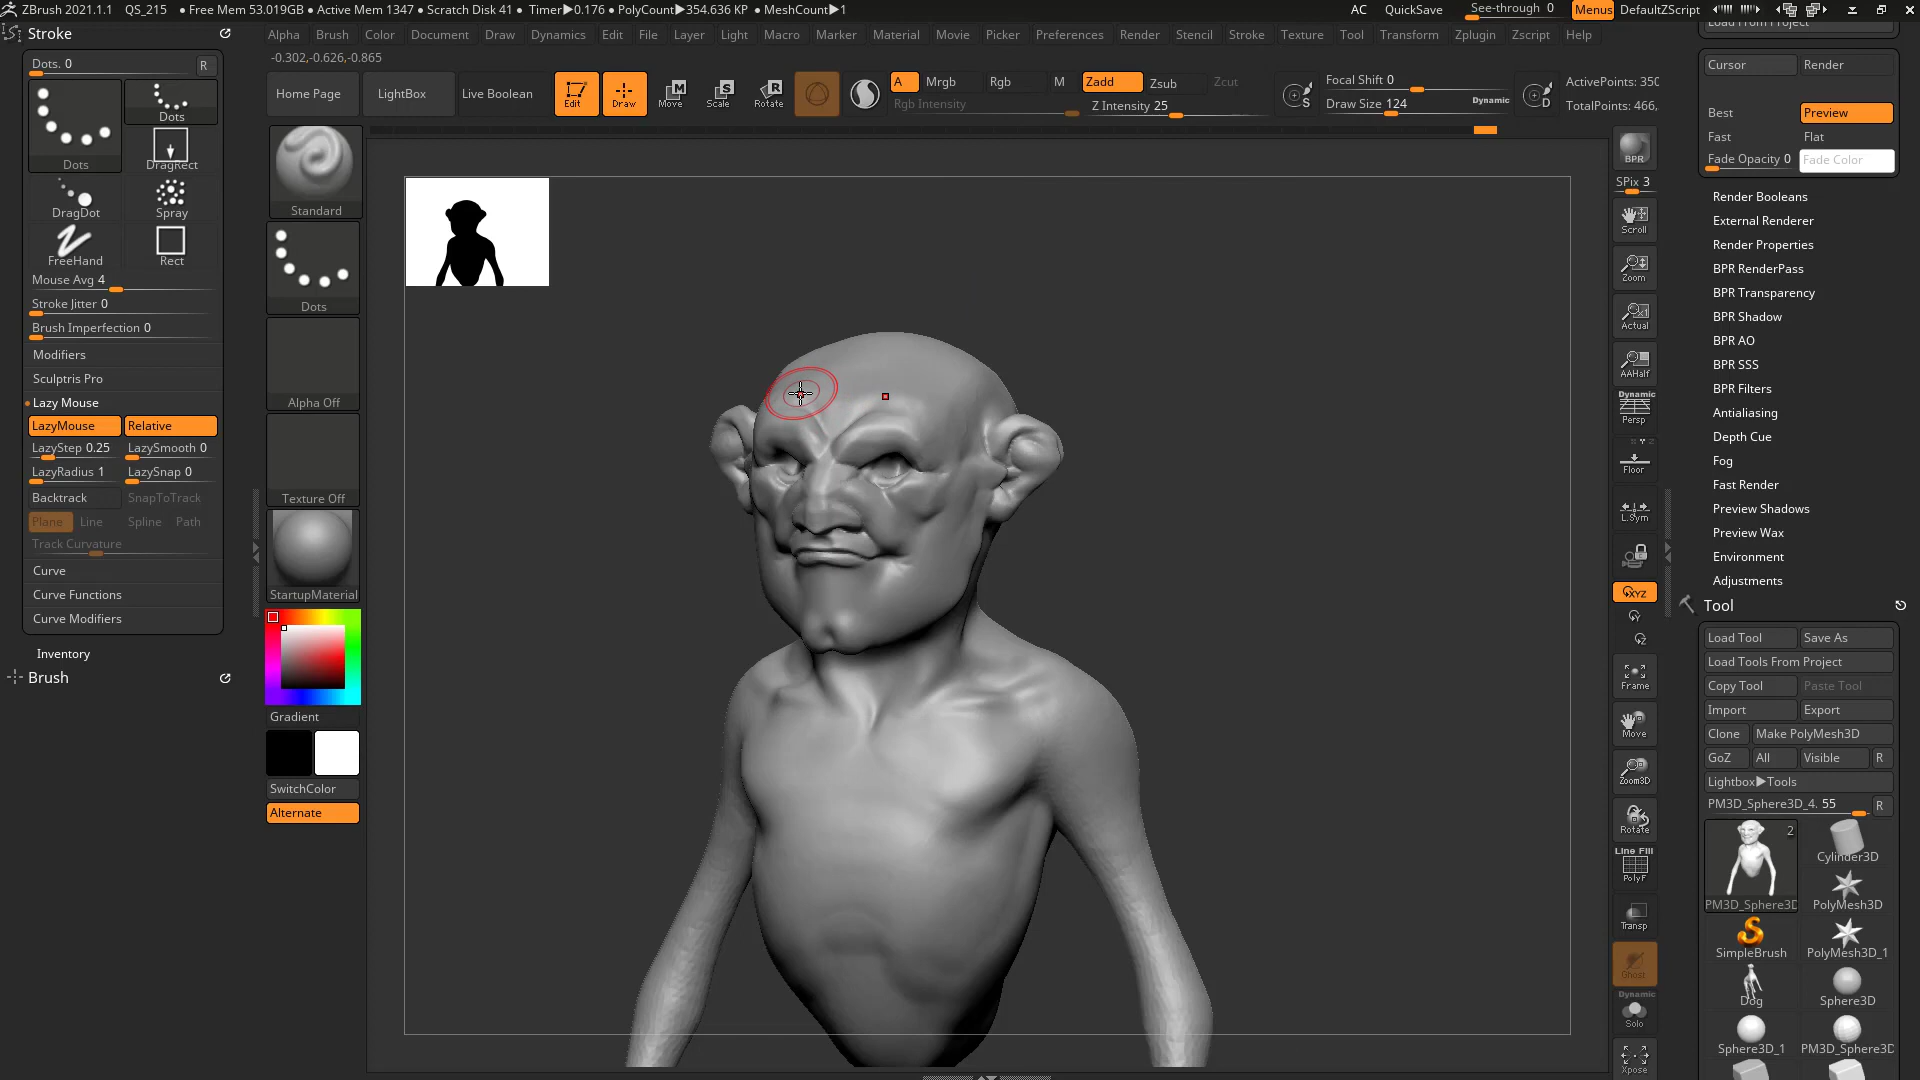 ZBrush 2021.1.1 QS_215 • Free Mem 53.019GB • Active Mem 1347 • Scratch Disk 41 • Timer▶0.176 • PolyCount▶354.636 KP • MeshCount▶1 AC QuickSave See-through 0 Menus DefaultZScript
Alpha Brush Color Document Draw Dynamics Edit File Layer Light Macro Marker Material Movie Picker Preferences Render Stencil Stroke Texture Tool Transform Zplugin Zscript Help
-0.302,-0.626,-0.865
Stroke
Dots. 0 R
Dots
Dots
DragRect
DragDot Spray
FreeHand Rect
Mouse Avg 4
Stroke Jitter 0
Brush Imperfection 0
Modifiers
Sculptris Pro
Lazy Mouse
LazyMouse Relative
LazyStep 0.25 LazySmooth 0
LazyRadius 1 LazySnap 0
Backtrack SnapToTrack
Plane Line Spline Path
Track Curvature
Curve
Curve Functions
Curve Modifiers
Inventory
Brush
Home Page LightBox Live Boolean Edit Draw Move Scale Rotate
A Mrgb Rgb M Zadd Zsub Zcut
Rgb Intensity Z Intensity 25
S Focal Shift 0
Draw Size 124 Dynamic
D ActivePoints: 350
TotalPoints: 466,
Standard
Dots
Alpha Off
Texture Off
StartupMaterial
Gradient
SwitchColor
Alternate
BPR
SPix 3
Scroll
Zoom
Actual
AAHalf
Dynamic
Persp
Floor
L.Sym
XYZ
Y
Z
Frame
Move
Zoom3D
Rotate
Line Fill
PolyF
Transp
Ghost
Dynamic
Solo
Xpose
Load From Project
Cursor Render
Best Preview
Fast Flat
Fade Opacity 0 Fade Color
Render Booleans
External Renderer
Render Properties
BPR RenderPass
BPR Transparency
BPR Shadow
BPR AO
BPR SSS
BPR Filters
Antialiasing
Depth Cue
Fog
Fast Render
Preview Shadows
Preview Wax
Environment
Adjustments
Tool
Load Tool Save As
Load Tools From Project
Copy Tool Paste Tool
Import Export
Clone Make PolyMesh3D
GoZ All Visible R
Lightbox▶Tools
PM3D_Sphere3D_4. 55 R
2
PM3D_Sphere3D
Cylinder3D
PolyMesh3D
SimpleBrush PolyMesh3D_1
Dog Sphere3D
Sphere3D_1 PM3D_Sphere3D